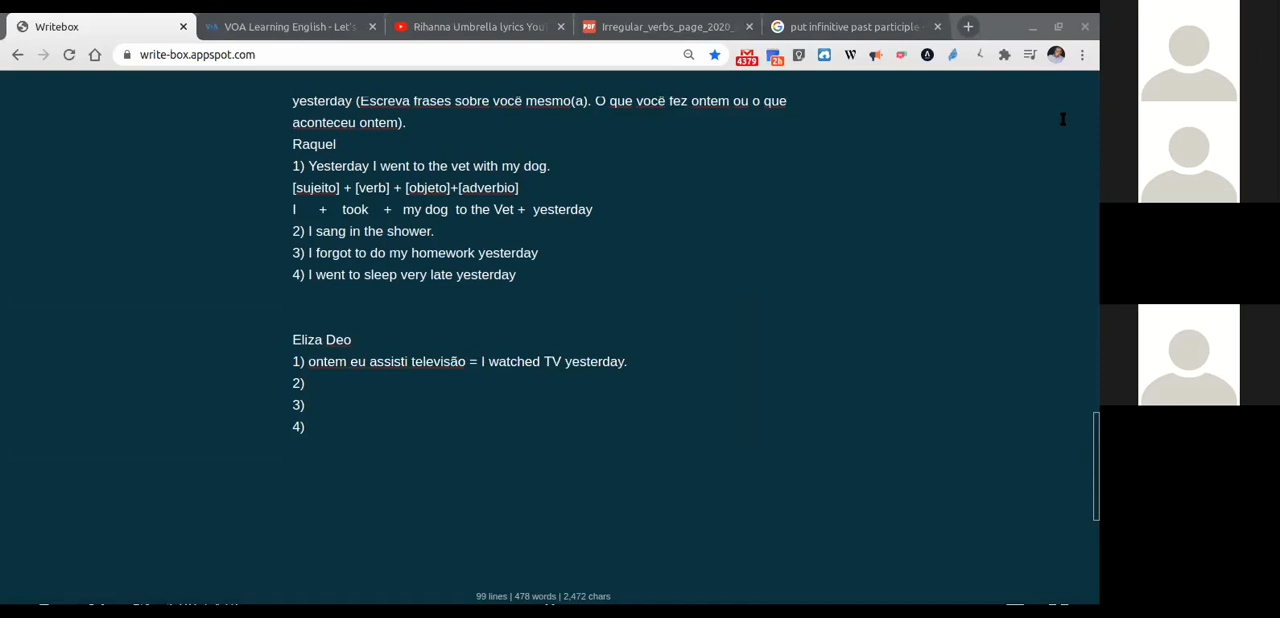 Writebox
VOA Learning English - Let's
Rihanna Umbrella lyrics You
Irregular_verbs_page_2020_
put infinitive past participle
write-box.appspot.com
4379
2h
W
yesterday (Escreva frases sobre você mesmo(a). O que você fez ontem ou o que
aconteceu ontem).
Raquel
1) Yesterday I went to the vet with my dog.
[sujeito] + [verb] + [objeto]+[adverbio]
I + took + my dog to the Vet + yesterday
2) I sang in the shower.
3) I forgot to do my homework yesterday
4) I went to sleep very late yesterday
Eliza Deo
1) ontem eu assisti televisão = I watched TV yesterday.
2)
3)
4)
99 lines | 478 words | 2,472 chars